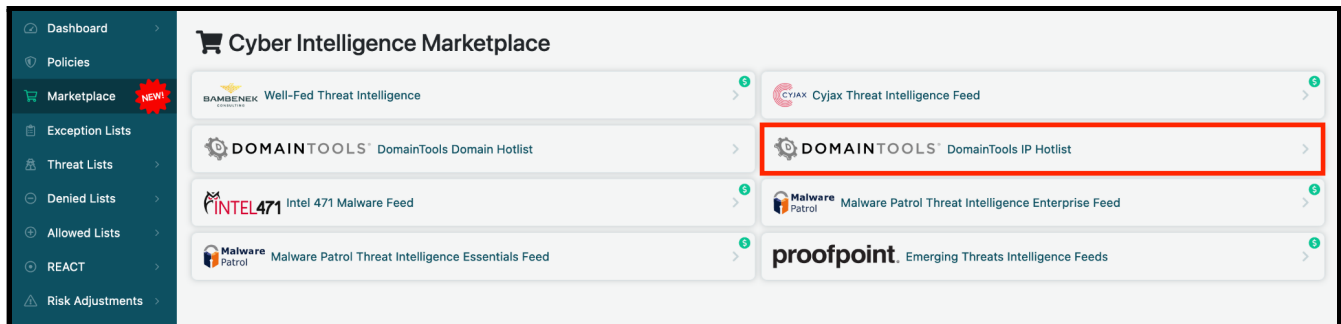 Dashboard
Policies
Marketplace NEW!
Exception Lists
Threat Lists
Denied Lists
Allowed Lists
REACT
Risk Adjustments
Cyber Intelligence Marketplace
BAMBENEK CONSULTING Well-Fed Threat Intelligence $
CYJAX Cyjax Threat Intelligence Feed $
DOMAINTOOLS DomainTools Domain Hotlist
DOMAINTOOLS DomainTools IP Hotlist
INTEL471 Intel 471 Malware Feed $
Malware Patrol Malware Patrol Threat Intelligence Enterprise Feed $
Malware Patrol Malware Patrol Threat Intelligence Essentials Feed $
proofpoint. Emerging Threats Intelligence Feeds $